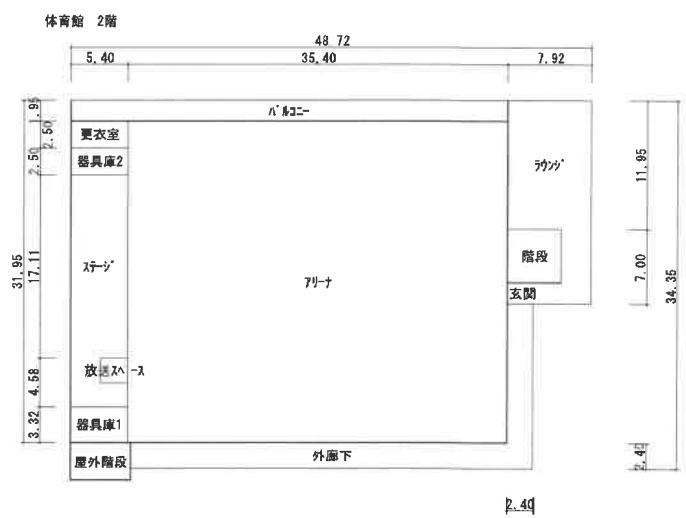 体育館 2階
48.72
5.40 35.40 7.92
バルコニー
1.95
2.50
更衣室
2.50
器具庫2
ラウンジ
11.95
ステージ
アリーナ
階段
7.00
玄関
31.95
17.11
34.35
放送スペース
4.58
器具庫1
3.32
屋外階段
外廊下
2.40
2.40